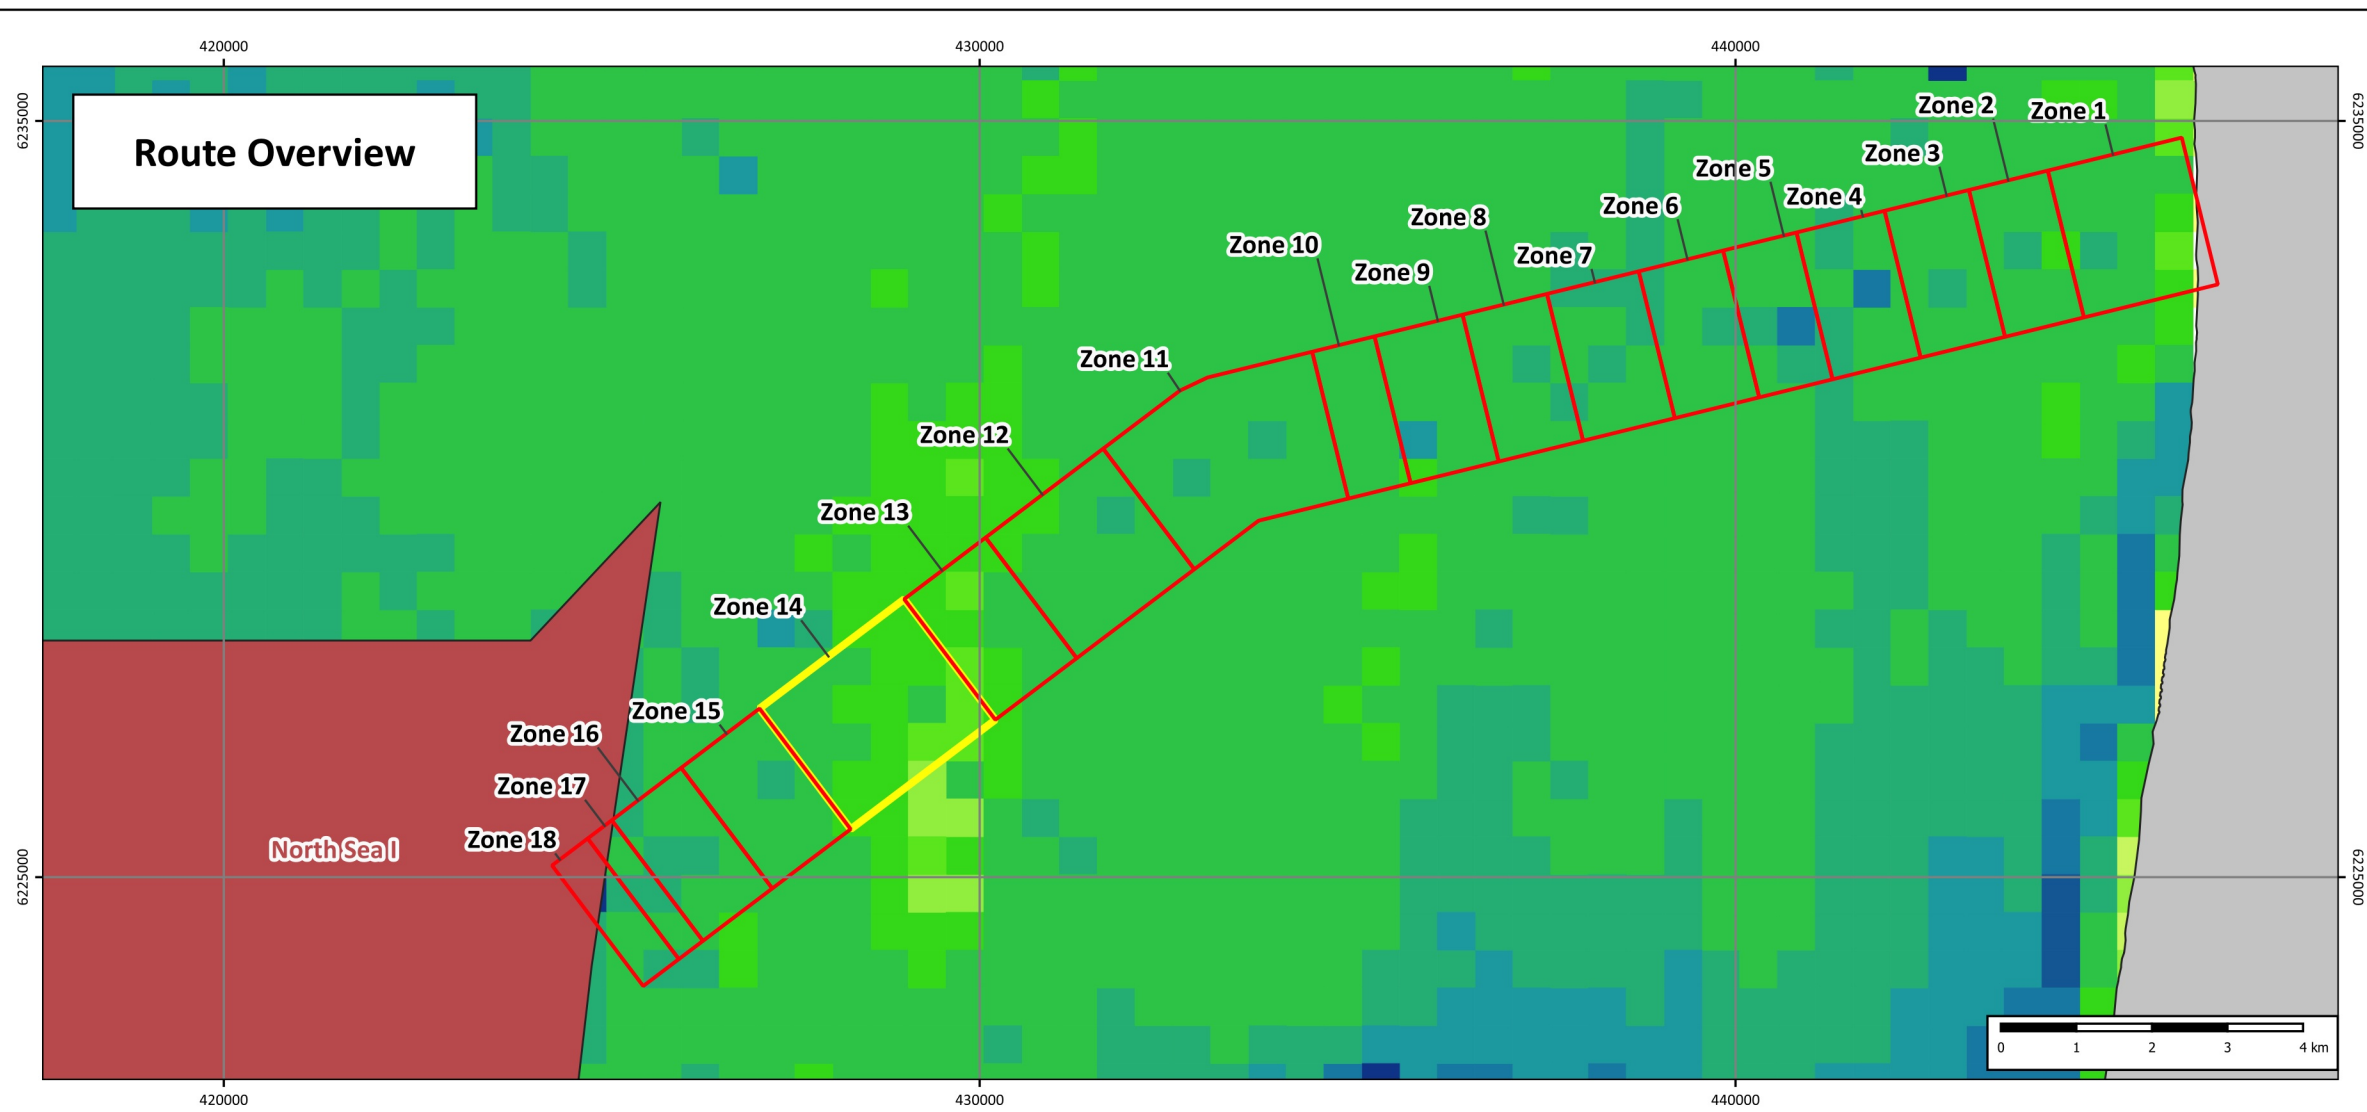 420000
430000
440000
6235000
6235000
Route Overview
Zone 2
Zone 1
Zone 3
Zone 5
Zone 4
Zone 6
Zone 8
Zone 7
Zone 10
Zone 9
Zone 11
Zone 12
Zone 13
Zone 14
Zone 15
Zone 16
Zone 17
Zone 18
North Sea I
6225000
6225000
0 1 2 3 4 km
420000
430000
440000